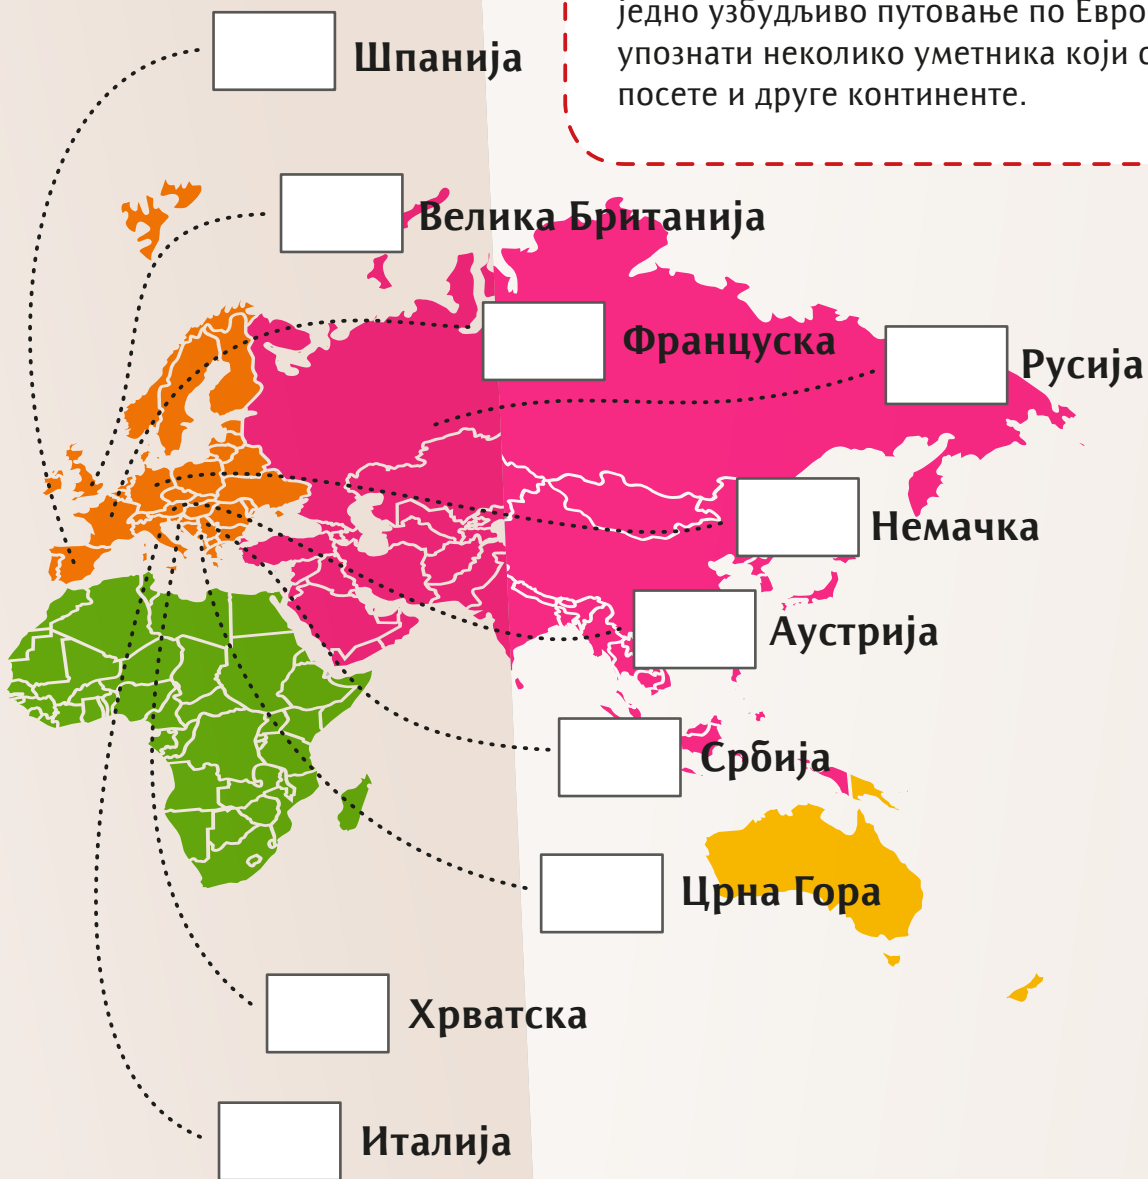 једно узбудљиво путовање по Евро
упознати неколико уметника који
посете и друге континенте.
Шпанија
Велика Британија
Француска
Русија
Немачка
Аустрија
Србија
Црна Гора
Хрватска
Италија